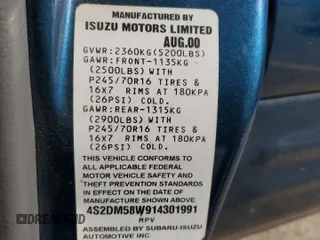 MANUFACTURED BY
ISUZU MOTORS LIMITED
AUG.00
GVWR:2360KG(5200LBS)
GAWR:FRONT-1135KG
(2500LBS)WITH
P245/70R16 TIRES &
16x7 RIMS AT 180KPA
(26PSI) COLD.
GAWR:REAR-1315KG
(2900LBS)WITH
P245/70R16 TIRES &
16x7 RIMS AT 180KPA
(26PSI) COLD.
THIS VEHICLE CONFORMS TO
ALL APPLICABLE FEDERAL
MOTOR VEHICLE SAFETY AND
THEFT PREVENTION STANDARDS IN
EFFECT ON THE DATE OF
MANUFACTURE SHOWN ABOVE.
4S2DM58W914301991
MPV
ASSEMBLED BY SUBARU-ISUZU
AUTOMOTIVE INC.